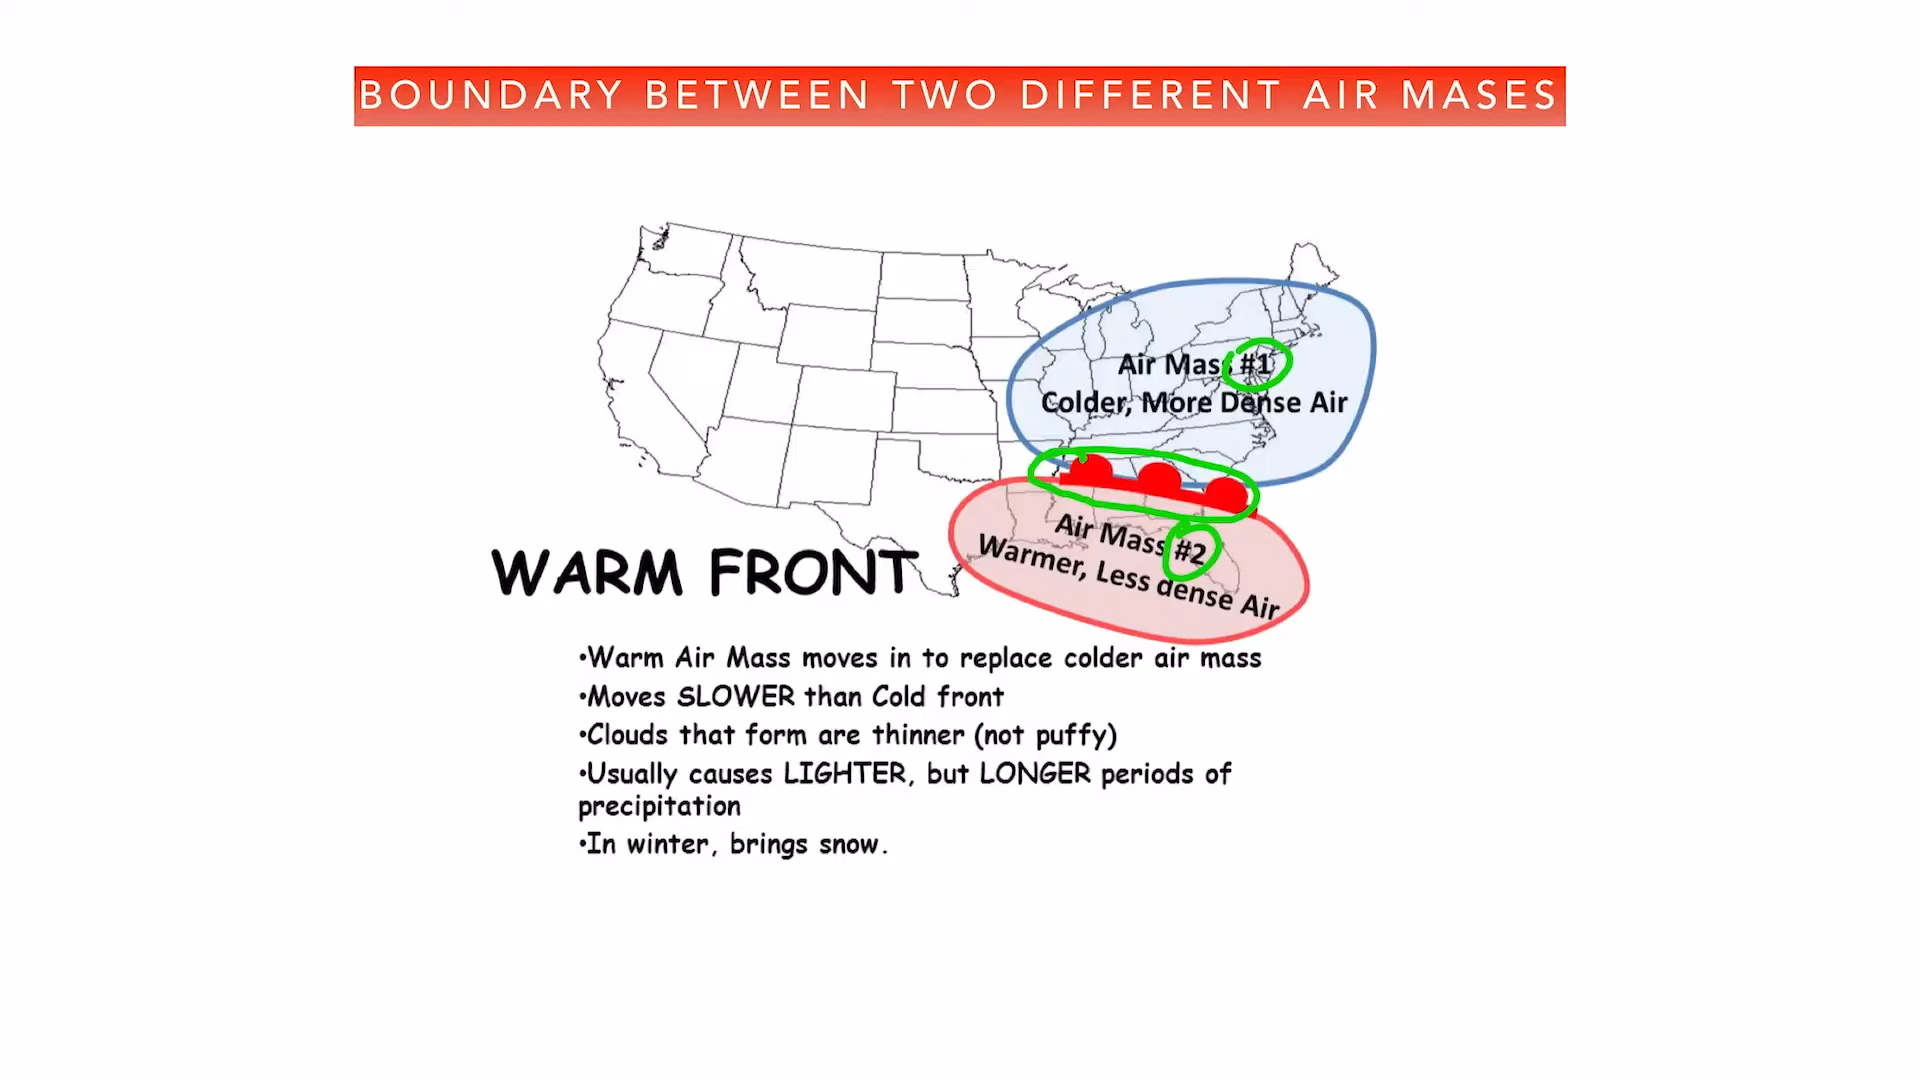 BOUNDARY BETWEEN TWO DIFFERENT AIR MASES
Air Mass #1
Colder, More Dense Air
Air Mass #2
Warmer, Less dense Air
WARM FRONT
•Warm Air Mass moves in to replace colder air mass
•Moves SLOWER than Cold front
•Clouds that form are thinner (not puffy)
•Usually causes LIGHTER, but LONGER periods of
precipitation
•In winter, brings snow.